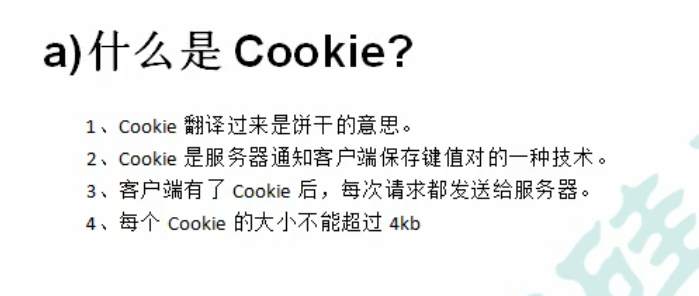 a)什么是 Cookie?
1、Cookie 翻译过来是饼干的意思。
2、Cookie 是服务器通知客户端保存键值对的一种技术。
3、客户端有了 Cookie 后，每次请求都发送给服务器。
4、每个 Cookie 的大小不能超过 4kb
硅